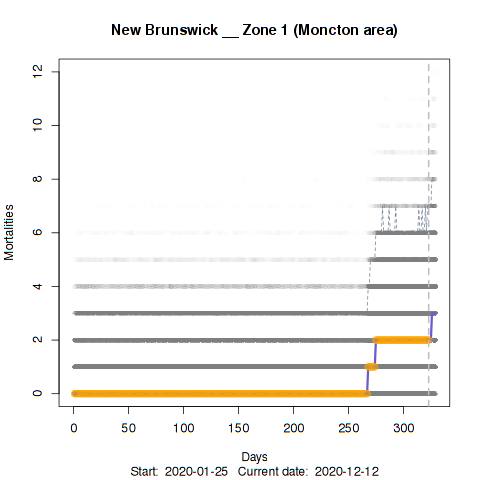 New Brunswick __ Zone 1 (Moncton area)
12
10
8
6
4
2
0
Mortalities
0 50 100 150 200 250 300
Days
Start: 2020-01-25 Current date: 2020-12-12